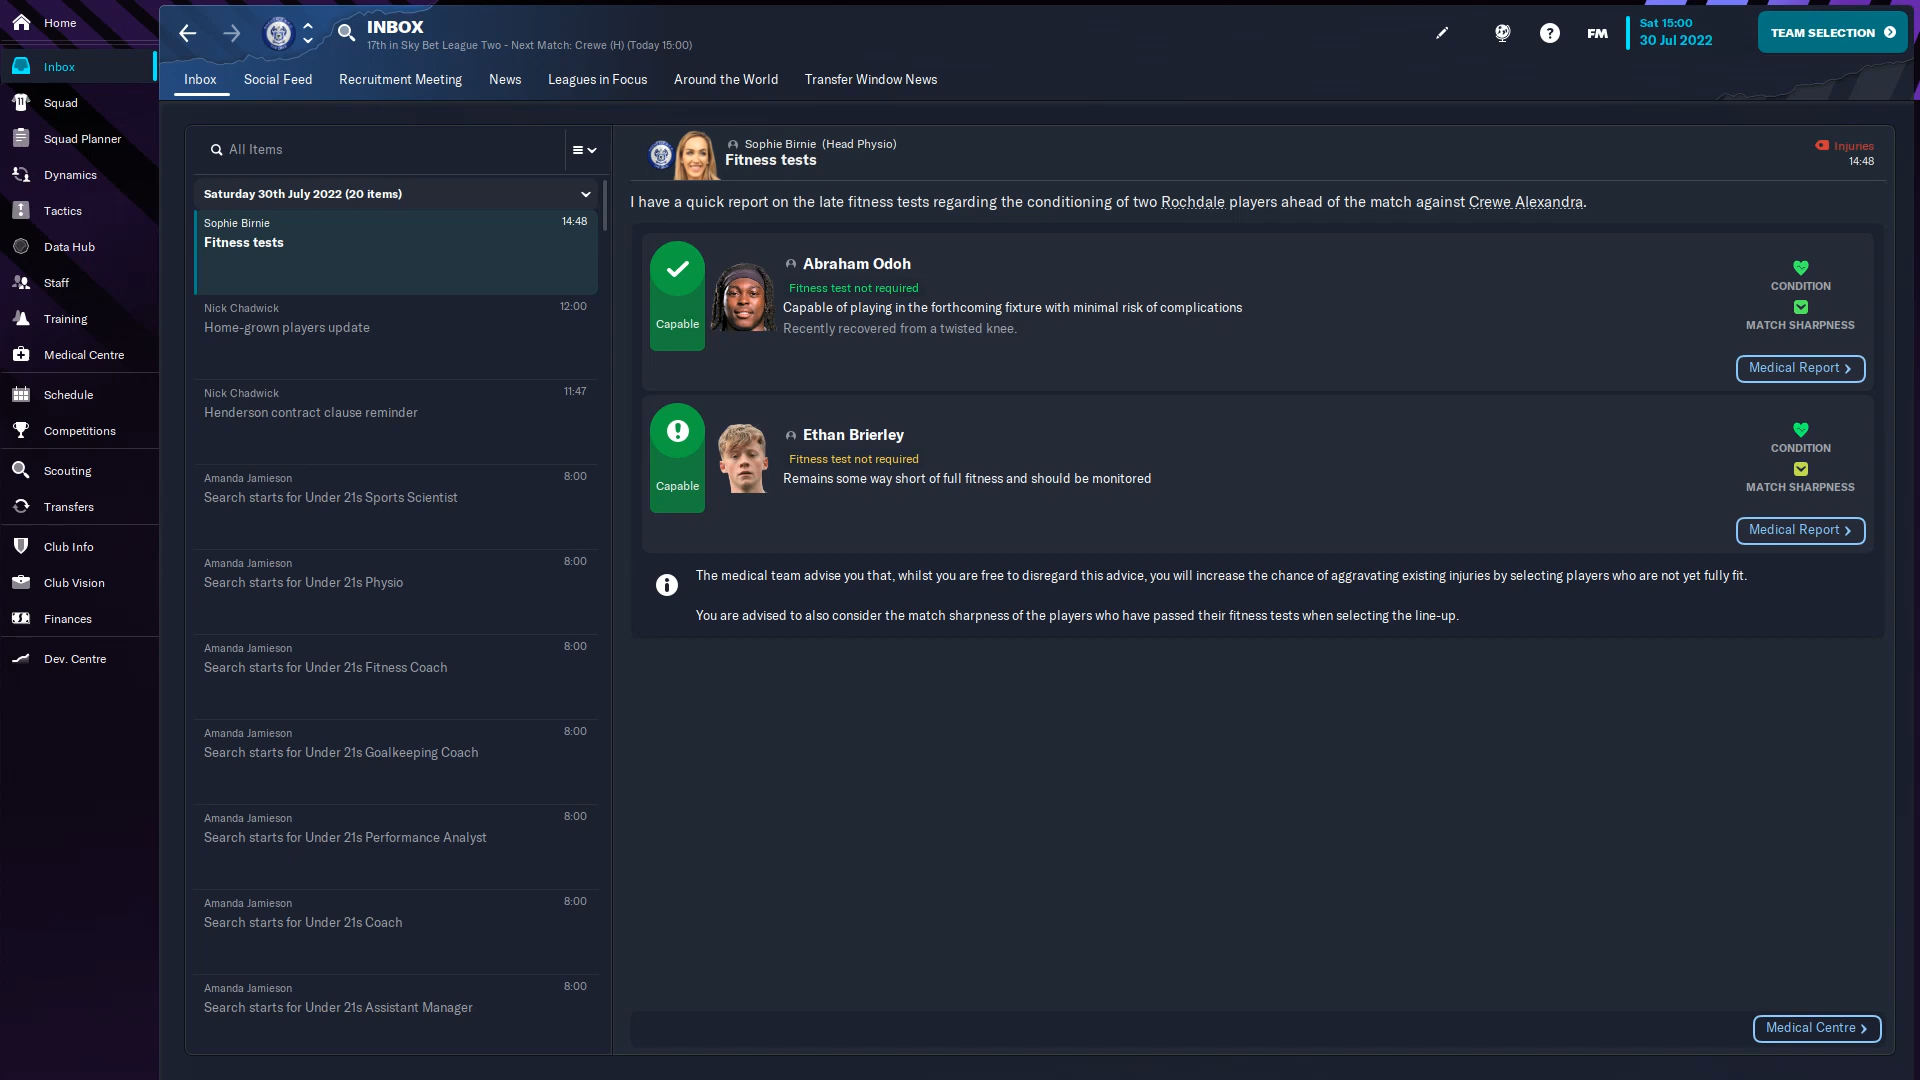 Home
Inbox
Squad
Squad Planner
Dynamics
Tactics
Data Hub
Staff
Training
Medical Centre
Schedule
Competitions
Scouting
Transfers
Club Info
Club Vision
Finances
Dev. Centre
INBOX
17th in Sky Bet League Two - Next Match: Crewe (H) (Today 15:00)
FM
Sat 15:00
30 Jul 2022
TEAM SELECTION
Inbox Social Feed Recruitment Meeting News Leagues in Focus Around the World Transfer Window News
All Items
Saturday 30th July 2022 (20 items)
Sophie Birnie 14:48
Fitness tests
Nick Chadwick 12:00
Home-grown players update
Nick Chadwick 11:47
Henderson contract clause reminder
Amanda Jamieson 8:00
Search starts for Under 21s Sports Scientist
Amanda Jamieson 8:00
Search starts for Under 21s Physio
Amanda Jamieson 8:00
Search starts for Under 21s Fitness Coach
Amanda Jamieson 8:00
Search starts for Under 21s Goalkeeping Coach
Amanda Jamieson 8:00
Search starts for Under 21s Performance Analyst
Amanda Jamieson 8:00
Search starts for Under 21s Coach
Amanda Jamieson 8:00
Search starts for Under 21s Assistant Manager
Sophie Birnie (Head Physio)
Fitness tests
Injuries
14:48
I have a quick report on the late fitness tests regarding the conditioning of two Rochdale players ahead of the match against Crewe Alexandra.
Capable
Abraham Odoh
Fitness test not required
Capable of playing in the forthcoming fixture with minimal risk of complications
Recently recovered from a twisted knee.
CONDITION
MATCH SHARPNESS
Medical Report
Capable
Ethan Brierley
Fitness test not required
Remains some way short of full fitness and should be monitored
CONDITION
MATCH SHARPNESS
Medical Report
The medical team advise you that, whilst you are free to disregard this advice, you will increase the chance of aggravating existing injuries by selecting players who are not yet fully fit.
You are advised to also consider the match sharpness of the players who have passed their fitness tests when selecting the line-up.
Medical Centre